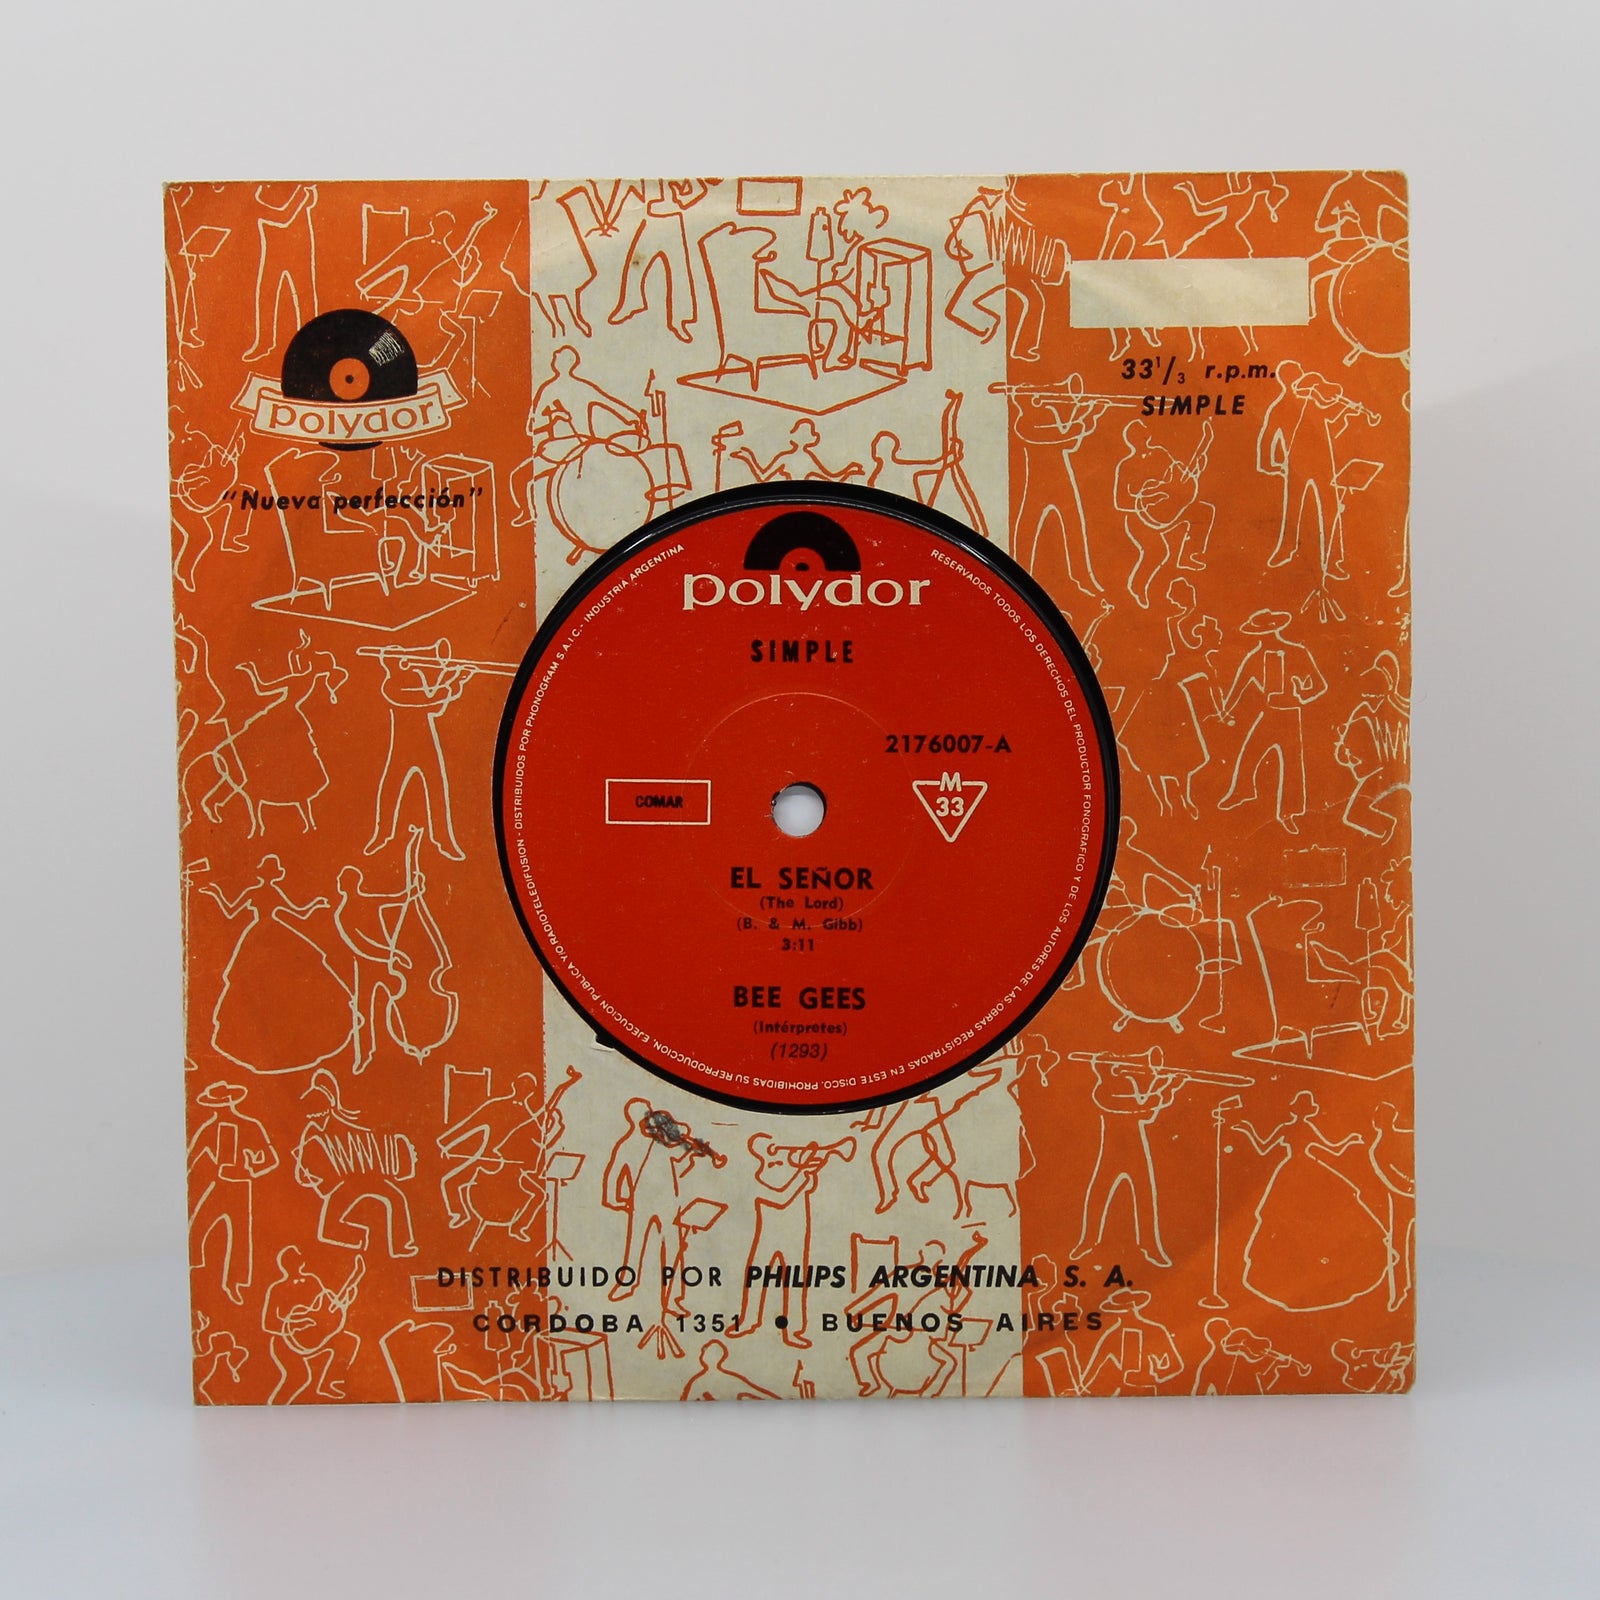 polydor
"Nueva perfección"
33 1/3 r.p.m.
SIMPLE
polydor
SIMPLE
2176007-A
COMAR
M
33
EL SEÑOR
(The Lord)
(B. & M. Gibb)
3:11
BEE GEES
(Intérpretes)
(1293)
RESERVADOS TODOS LOS DERECHOS DEL PRODUCTOR FONOGRAFICO Y DE LOS AUTORES DE LAS OBRAS REGISTRADAS EN ESTE DISCO. PROHIBIDAS SU REPRODUCCION, EJECUCION PUBLICA Y/O RADIOTELEDIFUSION - DISTRIBUIDOS POR PHONOGRAM S.A.I.C. - INDUSTRIA ARGENTINA
DISTRIBUIDO POR PHILIPS ARGENTINA S. A.
CORDOBA 1351 • BUENOS AIRES